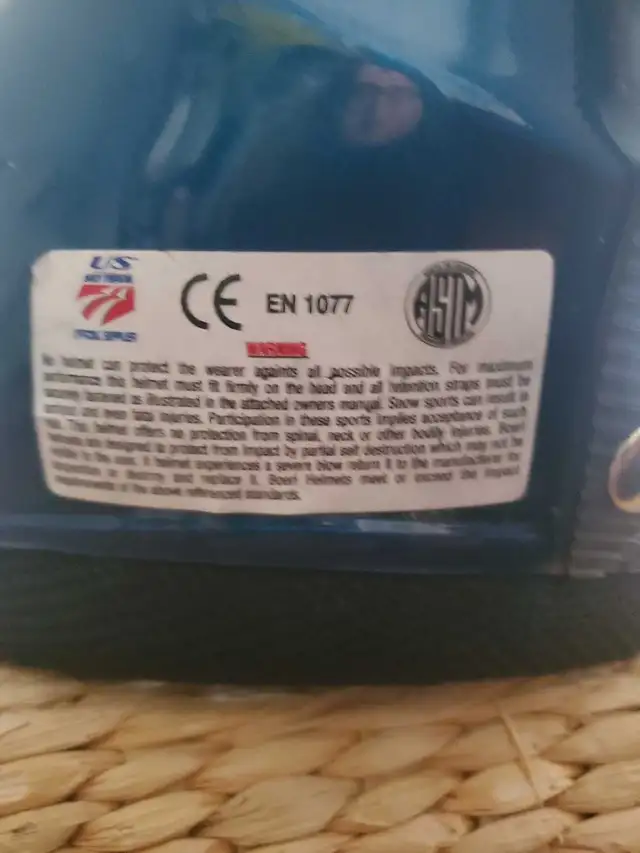 US
SKI TEAM
OFFICIAL SUPPLIER
CE EN 1077
ASTM
WARNING
No helmet can protect the wearer againts all possible impacts. For maximum
performance this helmet must fit firmly on the head and all retention straps must be
securely fastened as illustrated in the attached owners manual. Snow sports can result in
serious and even fatal injuries. Participation in these sports implies acceptance of such
risk. This helmet offers no protection from spinal, neck or other bodily injuries. Boeri
helmets are designed to protect from impact by partial self destruction which may not be
visible to the user. If helmet experiences a severe blow return it to the manufacturer for
inspection or destroy and replace it. Boeri Helmets meet or exceed the impact
requirements of the above referenced standards.